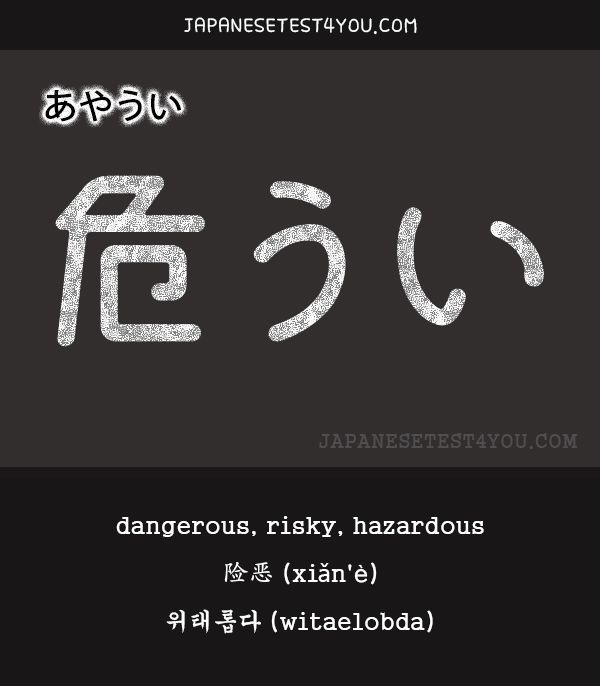 JAPANESETEST4YOU.COM
あやうい
危うい
JAPANESETEST4YOU.COM
dangerous, risky, hazardous
险恶 (xiǎn'è)
위태롭다 (witaelobda)